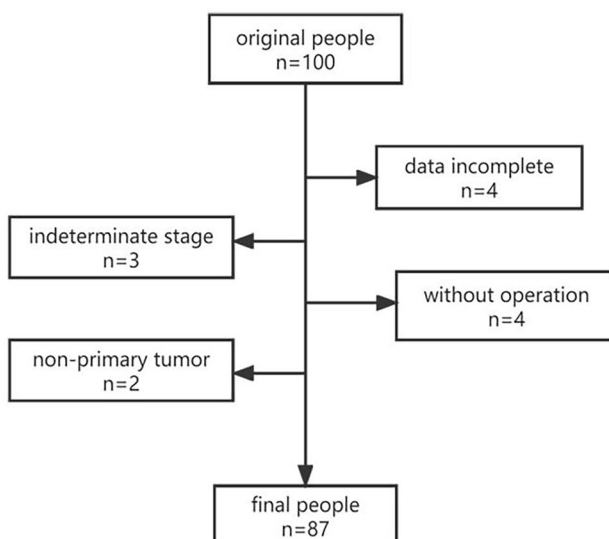 original people
n=100
data incomplete
n=4
indeterminate stage
n=3
without operation
n=4
non-primary tumor
n=2
final people
n=87